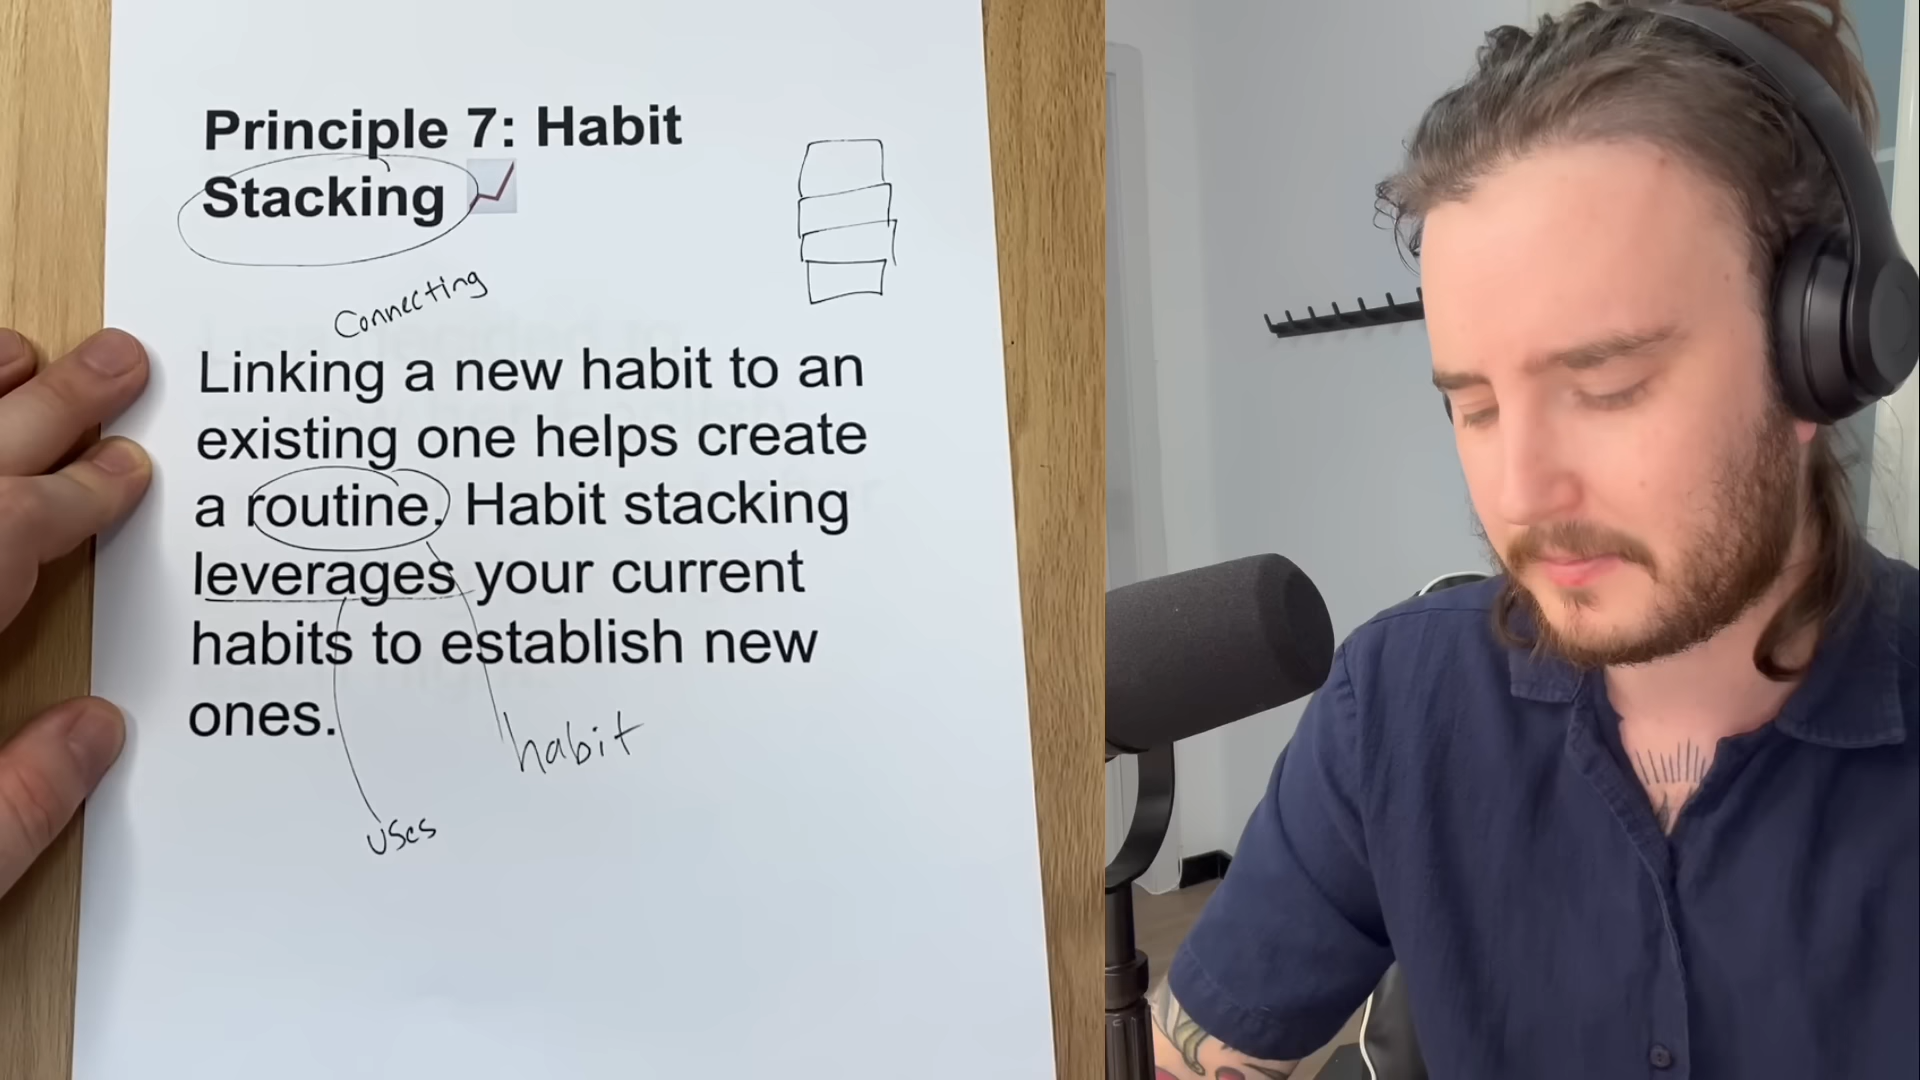 Principle 7: Habit
Stacking
Connecting
Linking a new habit to an
existing one helps create
a routine. Habit stacking
leverages your current
habits to establish new
ones.
habit
uses